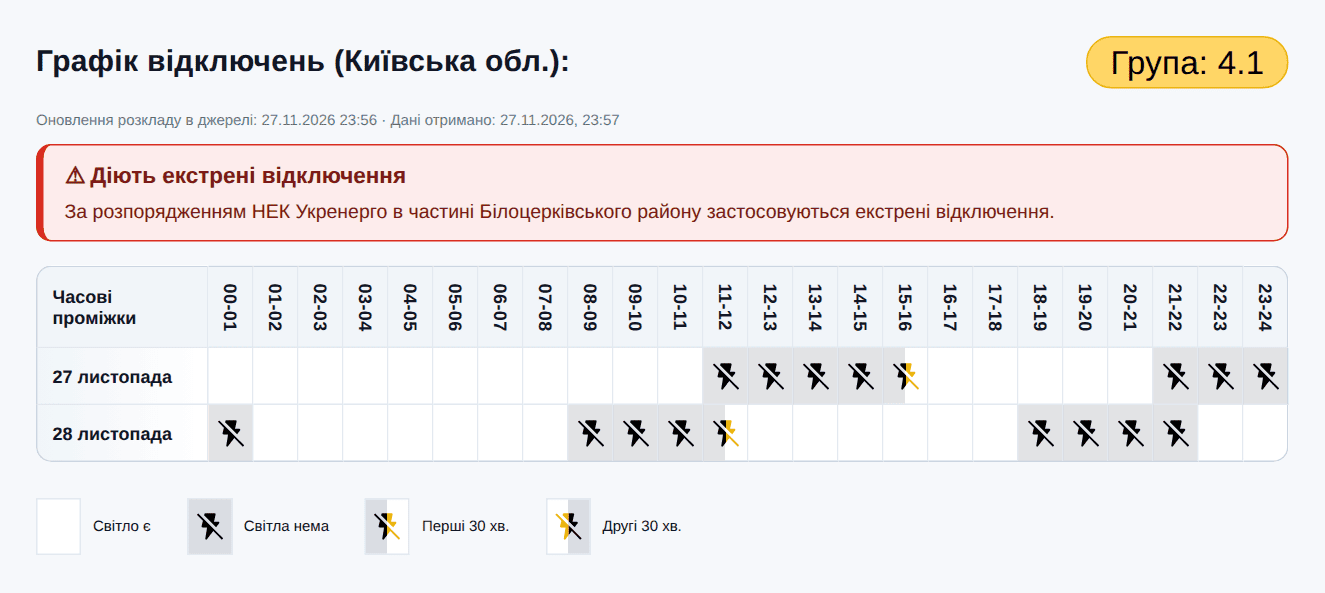 Графік відключень (Київська обл.):
Група: 4.1
Оновлення розкладу в джерелі: 27.11.2026 23:56 · Дані отримано: 27.11.2026, 23:57
⚠ Діють екстрені відключення
За розпорядженням НЕК Укренерго в частині Білоцерківського району застосовуються екстрені відключення.
Часові
проміжки
00-01 01-02 02-03 03-04 04-05 05-06 06-07 07-08 08-09 09-10 10-11 11-12 12-13 13-14 14-15 15-16 16-17 17-18 18-19 19-20 20-21 21-22 22-23 23-24
27 листопада
28 листопада
Світло є Світла нема Перші 30 хв. Другі 30 хв.